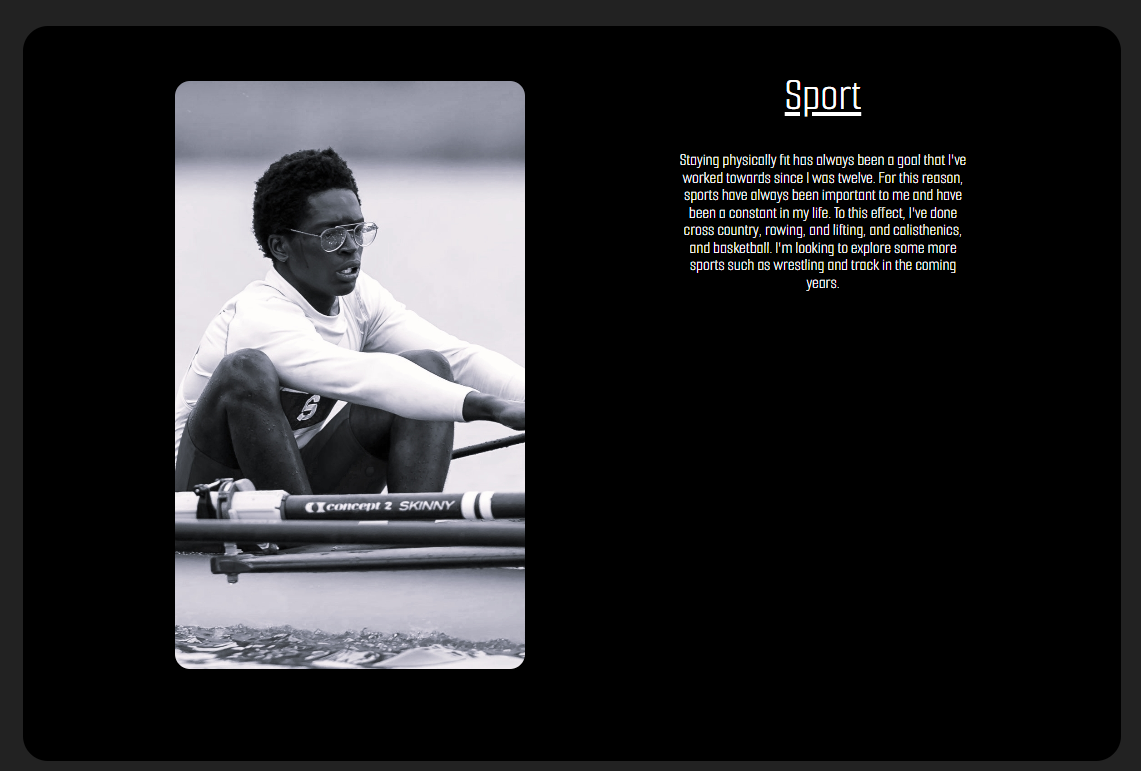 Sport
Staying physically fit has always been a goal that I've
worked towards since I was twelve. For this reason,
sports have always been important to me and have
been a constant in my life. To this effect, I've done
cross country, rowing, and lifting, and calisthenics,
and basketball. I'm looking to explore some more
sports such as wrestling and track in the coming
years.
S
concept 2 SKINNY